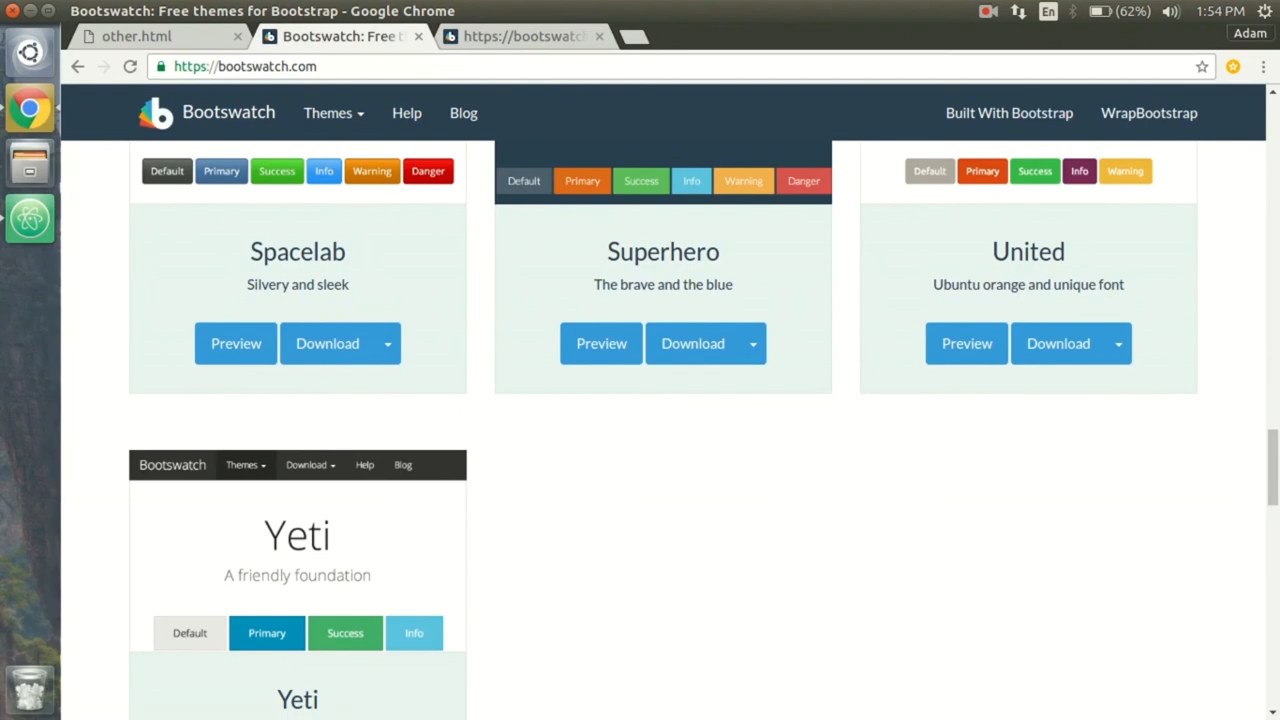 Bootswatch: Free themes for Bootstrap - Google Chrome
En
(62%)
1:54 PM
other.html
Bootswatch: Free t
https://bootswatc
Adam
https://bootswatch.com
Bootswatch Themes Help Blog Built With Bootstrap WrapBootstrap
Default Primary Success Info Warning Danger
Default Primary Success Info Warning Danger
Default Primary Success Info Warning
Spacelab
Silvery and sleek
Preview Download
Superhero
The brave and the blue
Preview Download
United
Ubuntu orange and unique font
Preview Download
Bootswatch Themes Download Help Blog
Yeti
A friendly foundation
Default Primary Success Info
Yeti